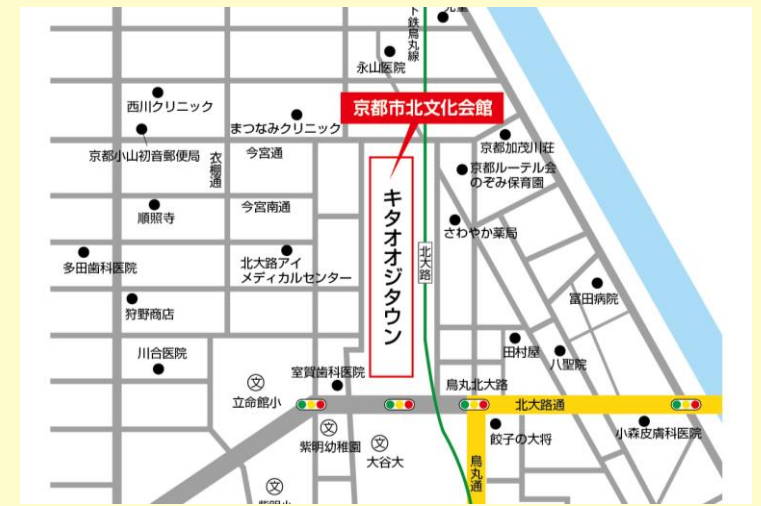 ト鉄烏丸線
永山医院
西川クリニック
京都市北文化会館
まつなみクリニック
京都小山初音郵便局
衣棚通
今宮通
京都加茂川荘
京都ルーテル会
のぞみ保育園
今宮南通
順照寺
キタオオジタウン
さわやか薬局
北大路
多田歯科医院
北大路アイ
メディカルセンター
富田病院
狩野商店
川合医院
田村屋
八聖院
室賀歯科医院
烏丸北大路
文
立命館小
北大路通
文
紫明幼稚園
文
大谷大
餃子の大将
小森皮膚科医院
烏丸通
文